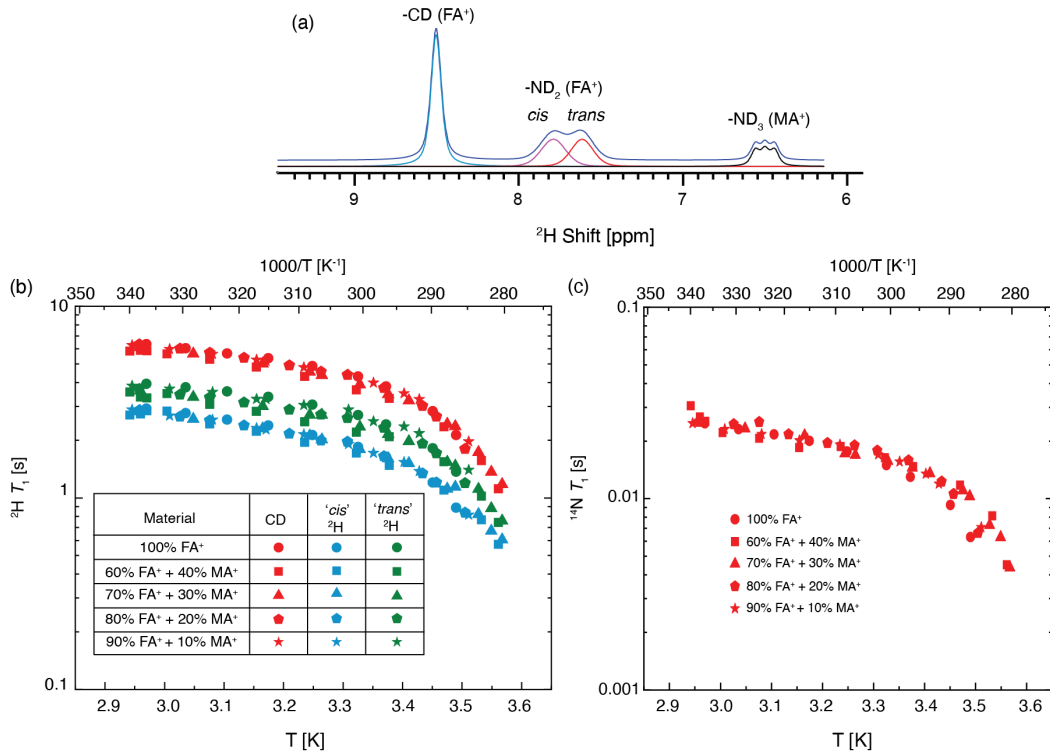 (a)
-CD (FA⁺)
-ND₂ (FA⁺)
cis trans
-ND₃ (MA⁺)
9 8 7 6
²H Shift [ppm]
(b)
1000/T [K⁻¹]
350 340 330 320 310 300 290 280
10
1
0.1
²H T₁ [s]
Material CD 'cis' ²H 'trans' ²H
100% FA⁺
60% FA⁺ + 40% MA⁺
70% FA⁺ + 30% MA⁺
80% FA⁺ + 20% MA⁺
90% FA⁺ + 10% MA⁺
2.9 3.0 3.1 3.2 3.3 3.4 3.5 3.6
T [K]
(c)
1000/T [K⁻¹]
350 340 330 320 310 300 290 280
0.1
0.01
0.001
¹⁴N T₁ [s]
100% FA⁺
60% FA⁺ + 40% MA⁺
70% FA⁺ + 30% MA⁺
80% FA⁺ + 20% MA⁺
90% FA⁺ + 10% MA⁺
2.9 3.0 3.1 3.2 3.3 3.4 3.5 3.6
T [K]